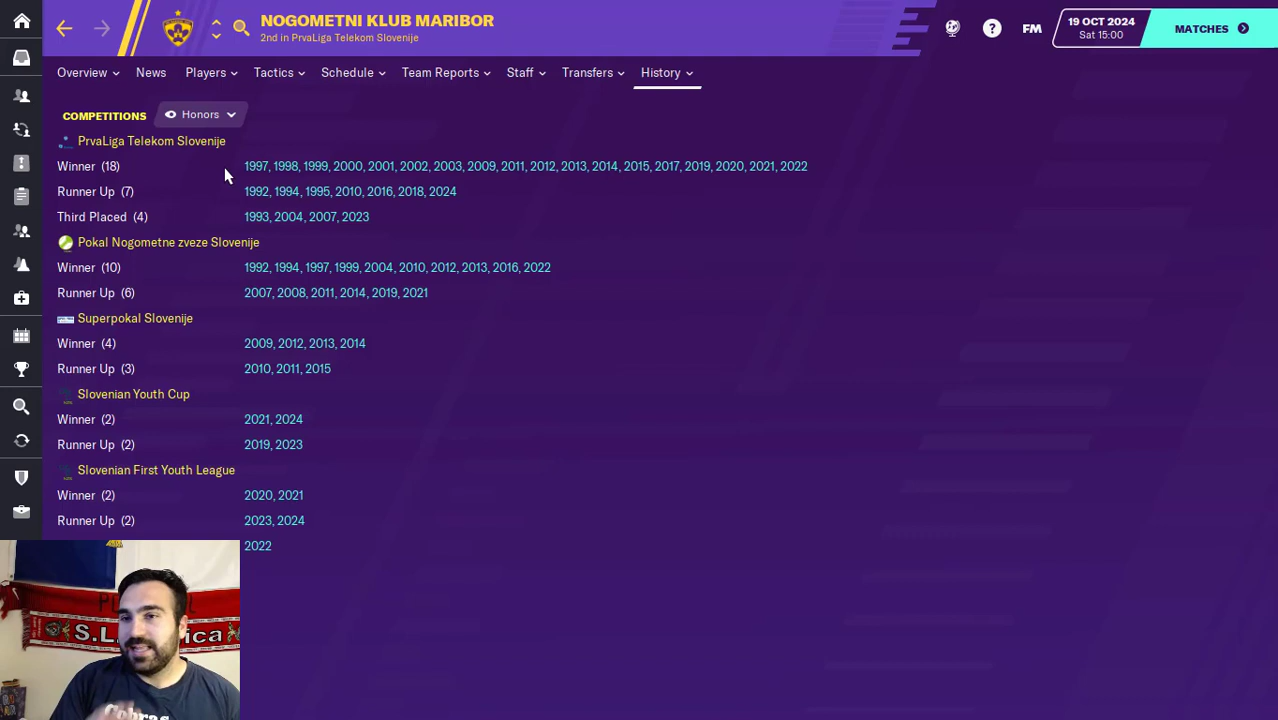 NOGOMETNI KLUB MARIBOR
2nd in PrvaLiga Telekom Slovenije
FM
19 OCT 2024
Sat 15:00
MATCHES
Overview
News
Players
Tactics
Schedule
Team Reports
Staff
Transfers
History
COMPETITIONS
Honors
PrvaLiga Telekom Slovenije
Winner (18) 1997, 1998, 1999, 2000, 2001, 2002, 2003, 2009, 2011, 2012, 2013, 2014, 2015, 2017, 2019, 2020, 2021, 2022
Runner Up (7) 1992, 1994, 1995, 2010, 2016, 2018, 2024
Third Placed (4) 1993, 2004, 2007, 2023
Pokal Nogometne zveze Slovenije
Winner (10) 1992, 1994, 1997, 1999, 2004, 2010, 2012, 2013, 2016, 2022
Runner Up (6) 2007, 2008, 2011, 2014, 2019, 2021
Superpokal Slovenije
Winner (4) 2009, 2012, 2013, 2014
Runner Up (3) 2010, 2011, 2015
Slovenian Youth Cup
Winner (2) 2021, 2024
Runner Up (2) 2019, 2023
Slovenian First Youth League
Winner (2) 2020, 2021
Runner Up (2) 2023, 2024
2022
S.L.
ica
Cobras